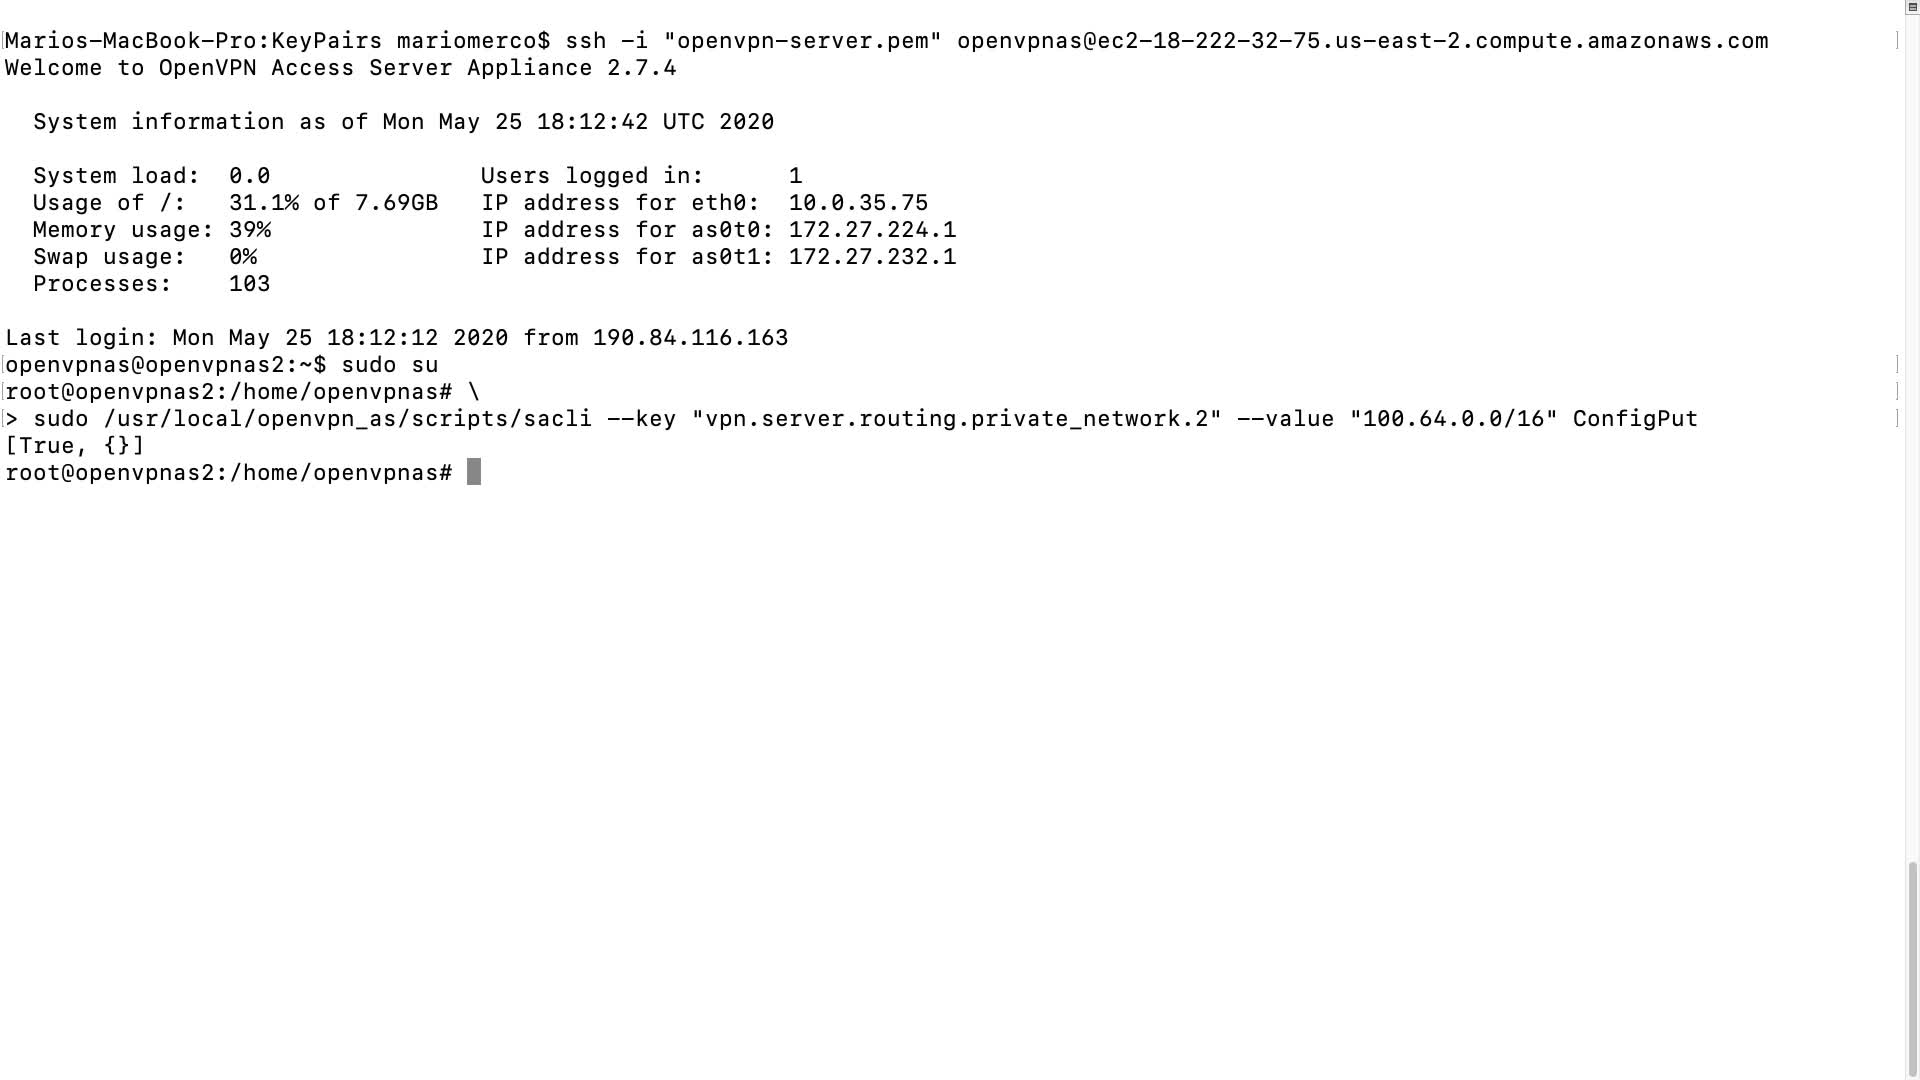 Marios-MacBook-Pro:KeyPairs mariomerco$ ssh -i "openvpn-server.pem" openvpnas@ec2-18-222-32-75.us-east-2.compute.amazonaws.com
Welcome to OpenVPN Access Server Appliance 2.7.4
System information as of Mon May 25 18:12:42 UTC 2020
System load:  0.0               Users logged in:      1
Usage of /:   31.1% of 7.69GB   IP address for eth0:  10.0.35.75
Memory usage: 39%               IP address for as0t0: 172.27.224.1
Swap usage:   0%                IP address for as0t1: 172.27.232.1
Processes:    103
Last login: Mon May 25 18:12:12 2020 from 190.84.116.163
openvpnas@openvpnas2:~$ sudo su
root@openvpnas2:/home/openvpnas# \
> sudo /usr/local/openvpn_as/scripts/sacli --key "vpn.server.routing.private_network.2" --value "100.64.0.0/16" ConfigPut
[True, {}]
root@openvpnas2:/home/openvpnas#